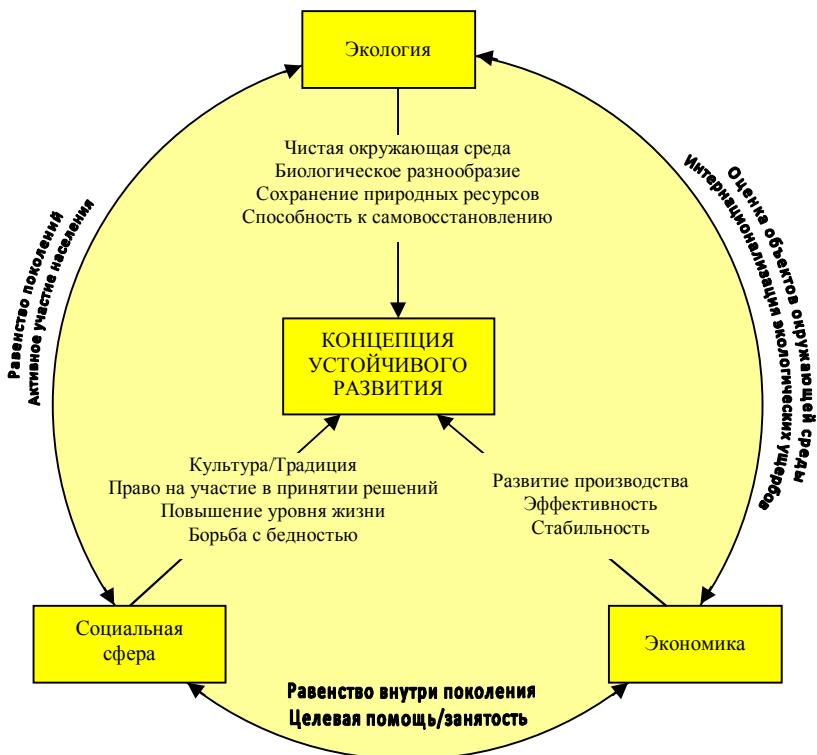 Экология
Чистая окружающая среда
Биологическое разнообразие
Сохранение природных ресурсов
Способность к самовосстановлению
Равенство поколений
Активное участие населения
Оценка объектов окружающей среды
Интернационализация экологических ущербов
КОНЦЕПЦИЯ
УСТОЙЧИВОГО
РАЗВИТИЯ
Культура/Традиция
Право на участие в принятии решений
Повышение уровня жизни
Борьба с бедностью
Развитие производства
Эффективность
Стабильность
Социальная
сфера
Экономика
Равенство внутри поколения
Целевая помощь/занятость